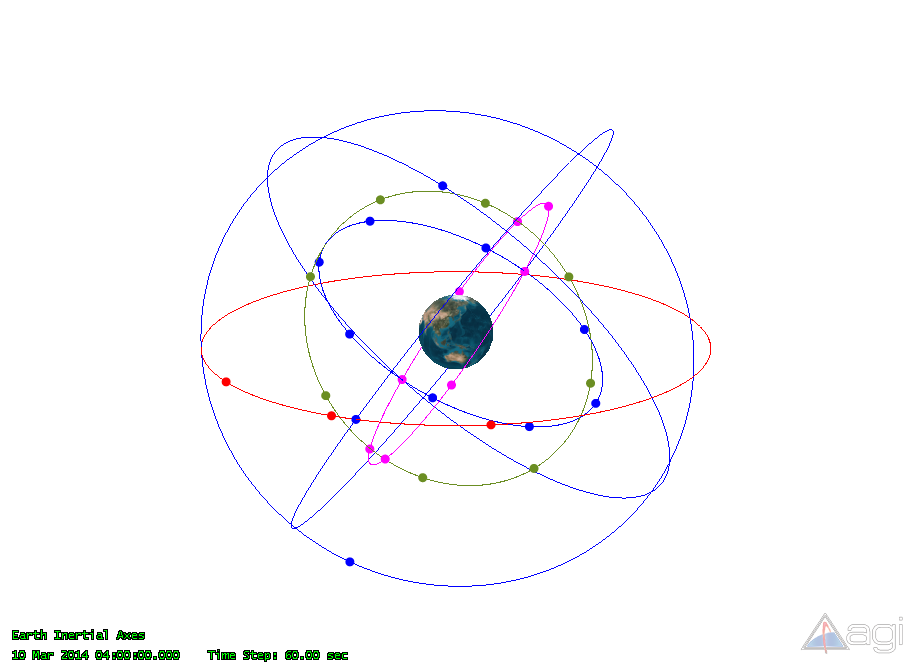 Earth Inertial Axes
10 Mar 2014 04:00:00.000 Time Step: 60.00 sec
agi